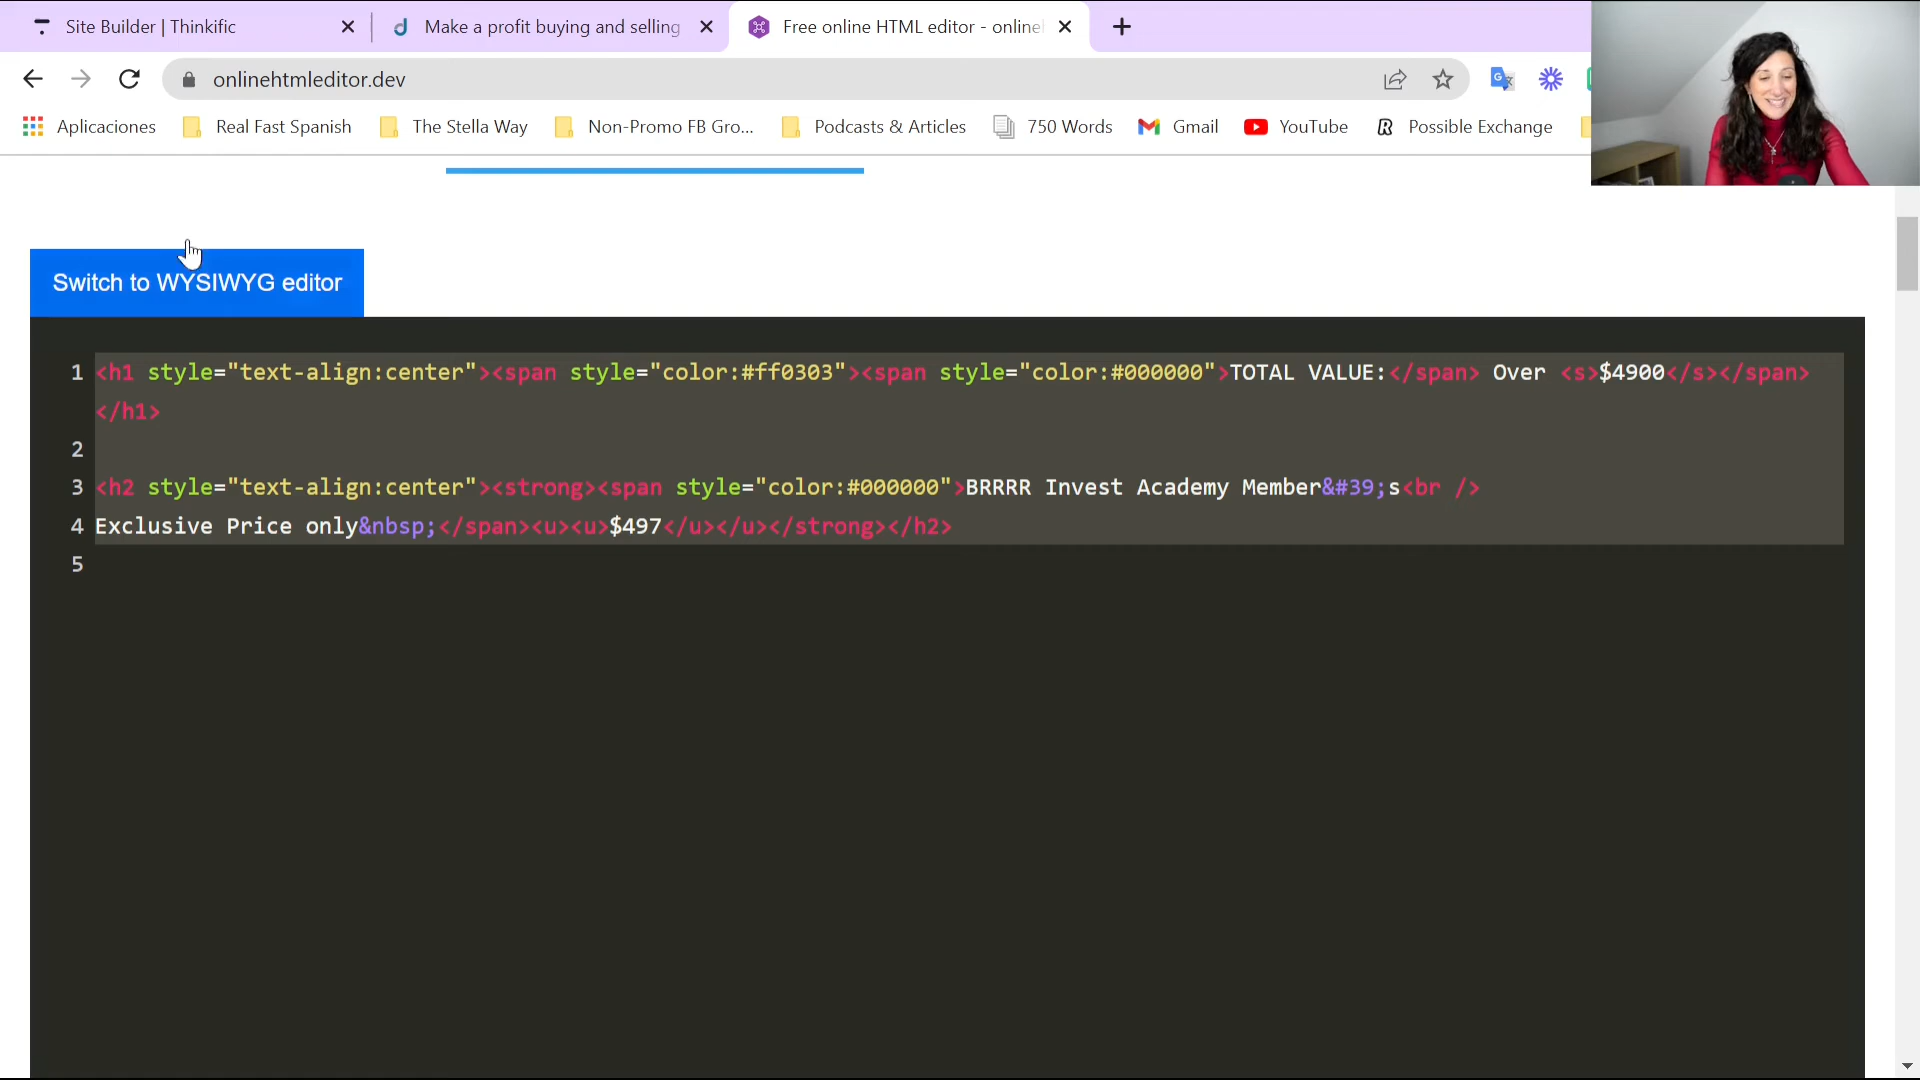 Site Builder | Thinkific
Make a profit buying and selling
Free online HTML editor - online
onlinehtmleditor.dev
Aplicaciones
Real Fast Spanish
The Stella Way
Non-Promo FB Gro...
Podcasts & Articles
750 Words
Gmail
YouTube
Possible Exchange
Switch to WYSIWYG editor
1 <h1 style="text-align:center"><span style="color:#ff0303"><span style="color:#000000">TOTAL VALUE:</span> Over <s>$4900</s></span>
</h1>
2
3 <h2 style="text-align:center"><strong><span style="color:#000000">BRRRR Invest Academy Member&#39;s<br />
4 Exclusive Price only&nbsp;</span><u><u>$497</u></u></strong></h2>
5